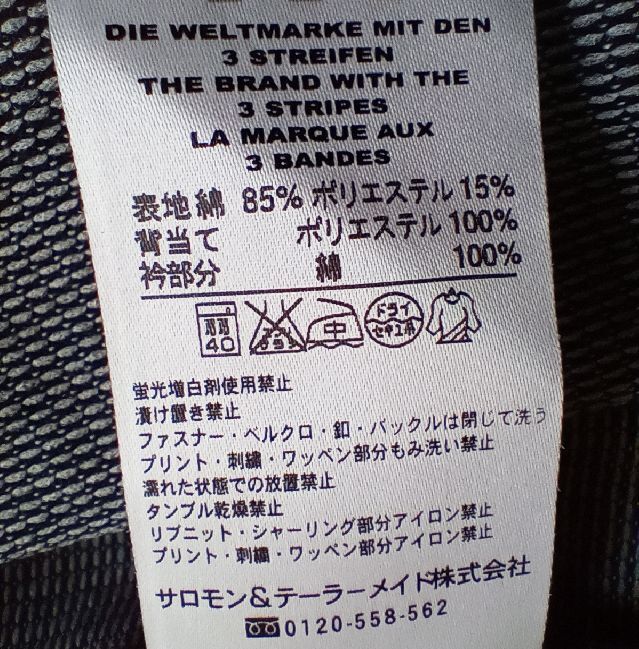 DIE WELTMARKE MIT DEN
3 STREIFEN
THE BRAND WITH THE
3 STRIPES
LA MARQUE AUX
3 BANDES
表地綿 85% ポリエステル 15%
背当て ポリエステル 100%
衿部分 綿 100%
40 中 ドライ
蛍光増白剤使用禁止
漬け置き禁止
ファスナー・ベルクロ・釦・バックルは閉じて洗う
プリント・刺繍・ワッペン部分もみ洗い禁止
濡れた状態での放置禁止
タンブル乾燥禁止
リブニット・シャーリング部分アイロン禁止
プリント・刺繍・ワッペン部分アイロン禁止
サロモン&テーラーメイド株式会社
0120-558-562